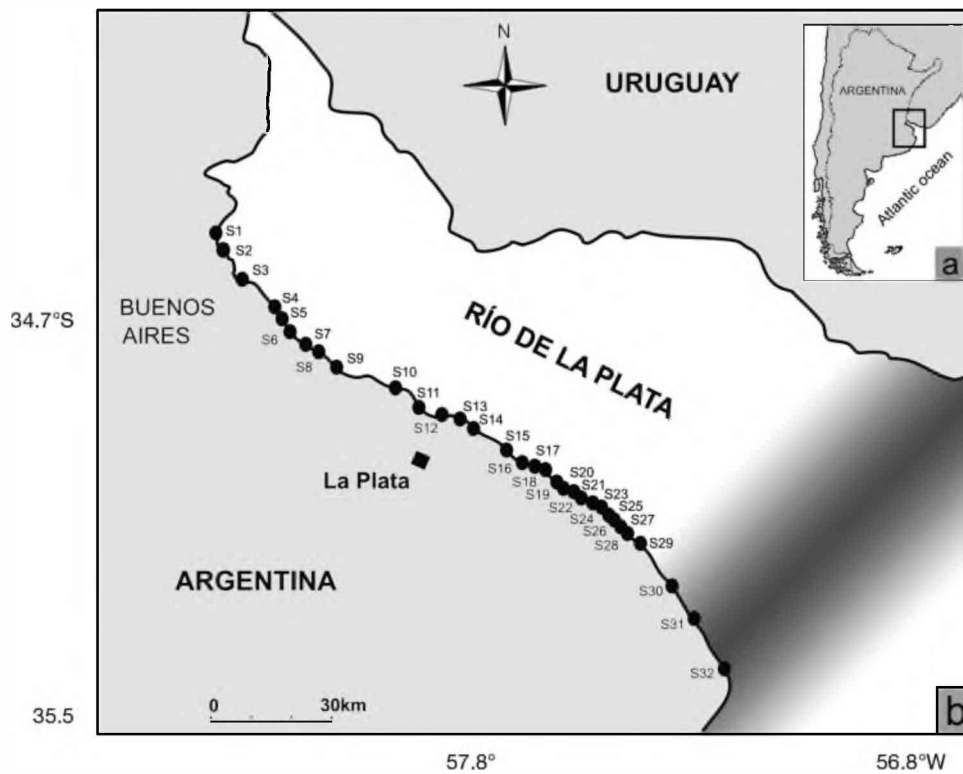 N
URUGUAY
ARGENTINA
Atlantic ocean
a
S1
S2
S3
34.7°S
BUENOS
AIRES
S4
S5
S6
S7
S8
S9
RÍO DE LA PLATA
S10
S11
S12
S13
S14
S15
S16
S17
S18
La Plata
S19
S20
S21
S22
S23
S24
S25
S26
S27
S28
S29
ARGENTINA
S30
S31
S32
0 30km
35.5
b
57.8°
56.8°W